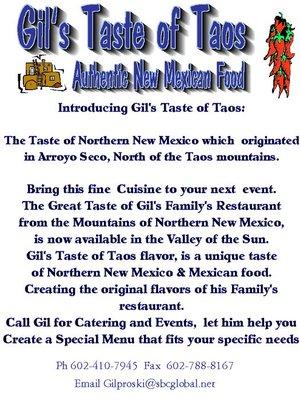 Gil's Taste of Taos
Authentic New Mexican Food
Introducing Gil's Taste of Taos:
The Taste of Northern New Mexico which originated
in Arroyo Seco, North of the Taos mountains.
Bring this fine Cuisine to your next event.
The Great Taste of Gil's Family's Restaurant
from the Mountains of Northern New Mexico,
is now available in the Valley of the Sun.
Gil's Taste of Taos flavor, is a unique taste
of Northern New Mexico & Mexican food.
Creating the original flavors of his Family's
restaurant.
Call Gil for Catering and Events, let him help you
Create a Special Menu that fits your specific needs
Ph 602-410-7945 Fax 602-788-8167
Email Gilproski@sbcglobal.net